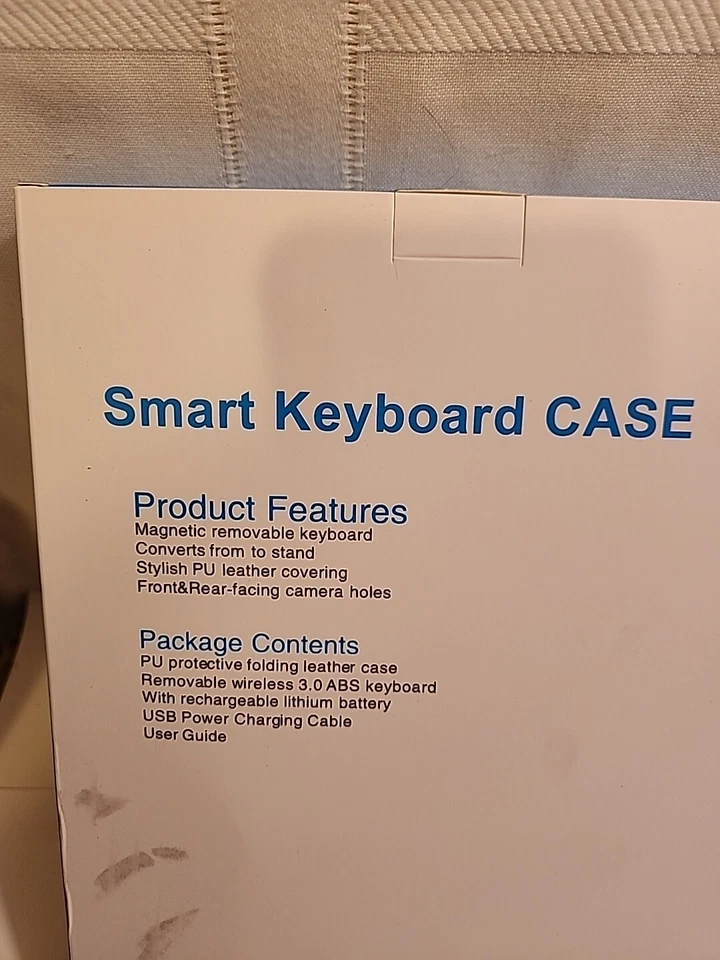 Smart Keyboard CASE
Product Features
Magnetic removable keyboard
Converts from to stand
Stylish PU leather covering
Front&Rear-facing camera holes
Package Contents
PU protective folding leather case
Removable wireless 3.0 ABS keyboard
With rechargeable lithium battery
USB Power Charging Cable
User Guide